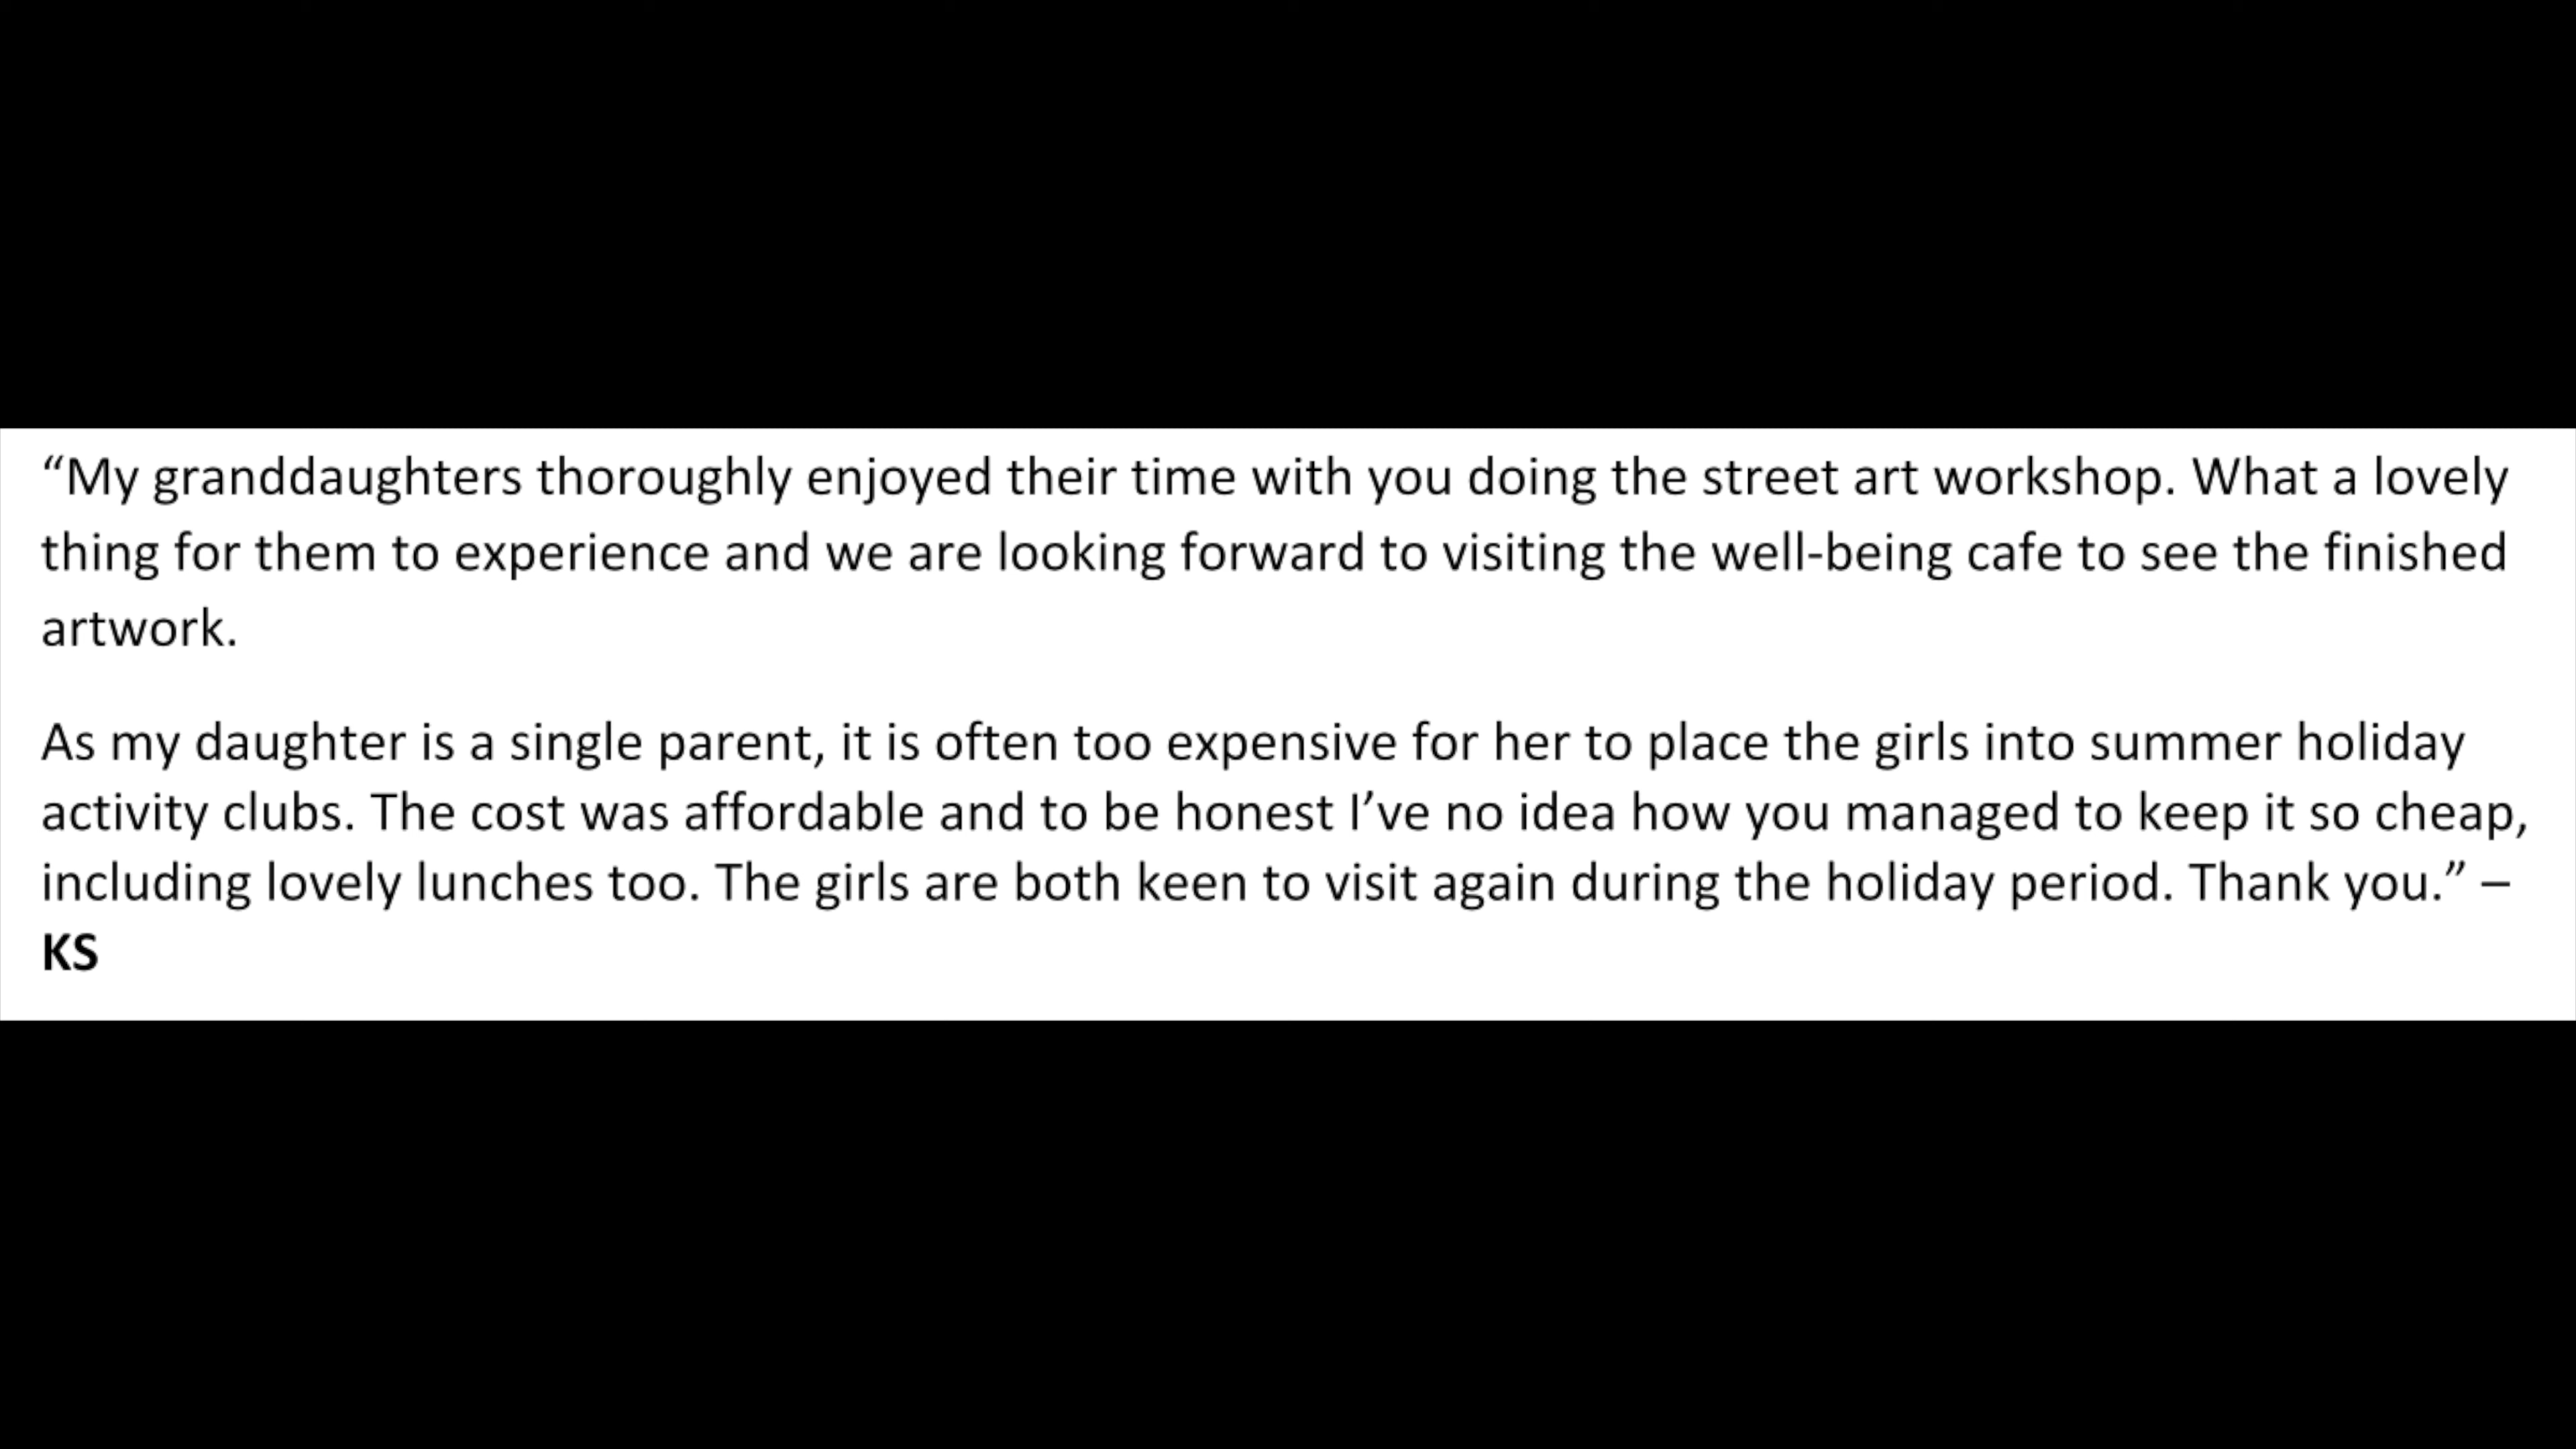 “My granddaughters thoroughly enjoyed their time with you doing the street art workshop. What a lovely
thing for them to experience and we are looking forward to visiting the well-being cafe to see the finished
artwork.
As my daughter is a single parent, it is often too expensive for her to place the girls into summer holiday
activity clubs. The cost was affordable and to be honest I’ve no idea how you managed to keep it so cheap,
including lovely lunches too. The girls are both keen to visit again during the holiday period. Thank you.” –
KS